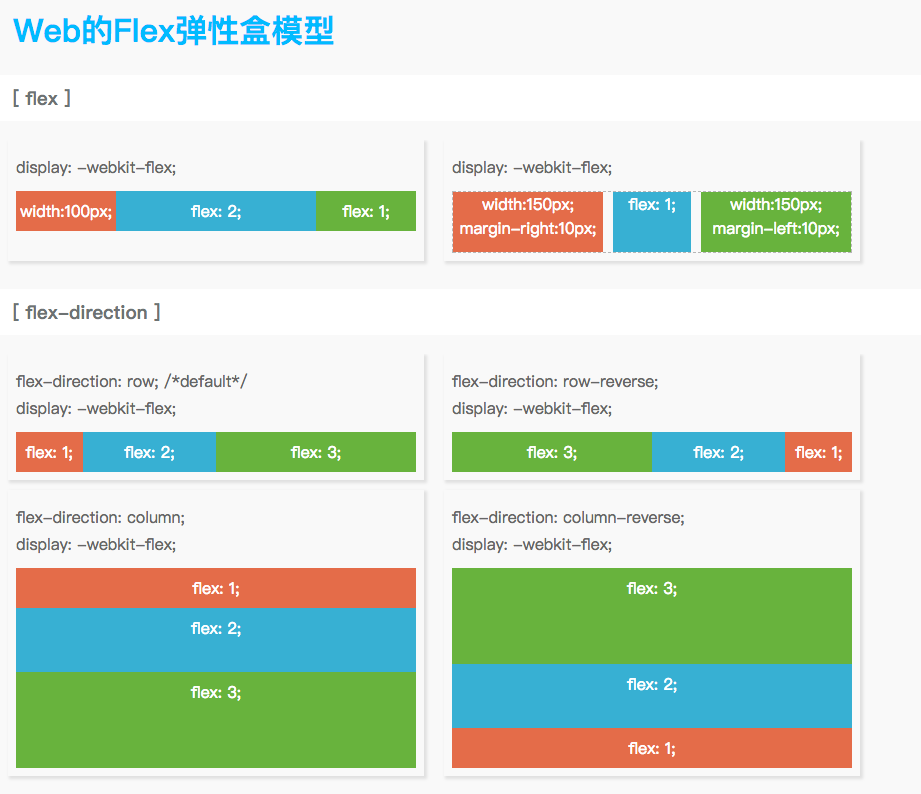 Web的Flex弹性盒模型
[ flex ]
display: -webkit-flex;
width:100px;
flex: 2;
flex: 1;
display: -webkit-flex;
width:150px;
margin-right:10px;
flex: 1;
width:150px;
margin-left:10px;
[ flex-direction ]
flex-direction: row; /*default*/
display: -webkit-flex;
flex: 1;
flex: 2;
flex: 3;
flex-direction: row-reverse;
display: -webkit-flex;
flex: 3;
flex: 2;
flex: 1;
flex-direction: column;
display: -webkit-flex;
flex: 1;
flex: 2;
flex: 3;
flex-direction: column-reverse;
display: -webkit-flex;
flex: 3;
flex: 2;
flex: 1;